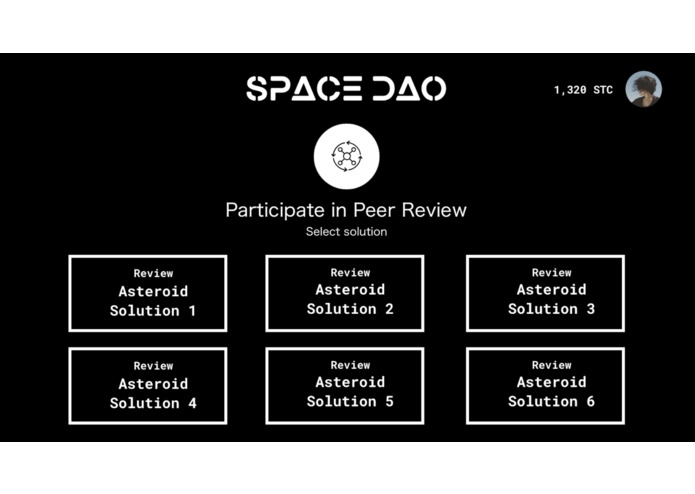 SPACE DAO
1,320 STC
Participate in Peer Review
Select solution
Review
Asteroid
Solution 1
Review
Asteroid
Solution 2
Review
Asteroid
Solution 3
Review
Asteroid
Solution 4
Review
Asteroid
Solution 5
Review
Asteroid
Solution 6